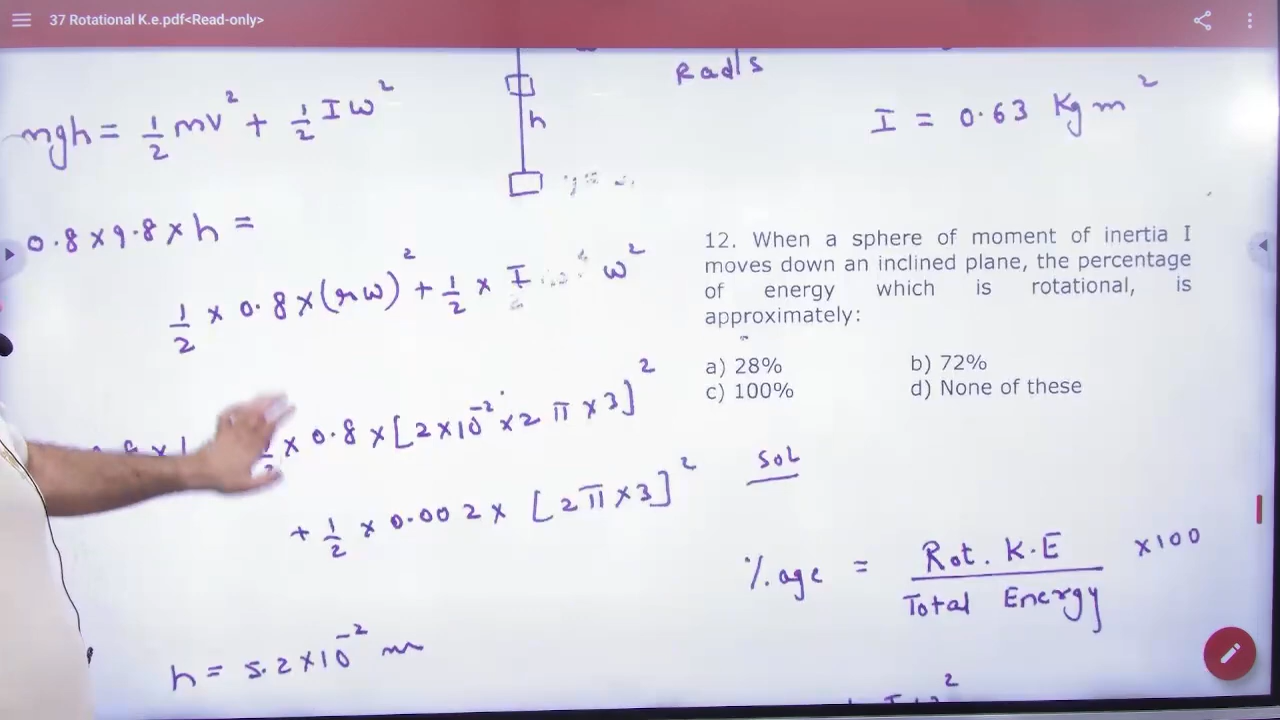 37 Rotational K.e.pdf<Read-only>
h
mgh = 1/2 mv² + 1/2 Iω²
0.8 × 9.8 × h =
1/2 × 0.8 × (rω)² + 1/2 × I ω²
× 0.8 × [2×10⁻² × 2π × 3]²
+ 1/2 × 0.002 × [2π × 3]²
h = 5.2 × 10⁻² m
Rad/s
I = 0.63 Kgm²
12. When a sphere of moment of inertia I
moves down an inclined plane, the percentage
of energy which is rotational, is
approximately:
a) 28% b) 72%
c) 100% d) None of these
Sol
%age = Rot. K.E / Total Energy ×100